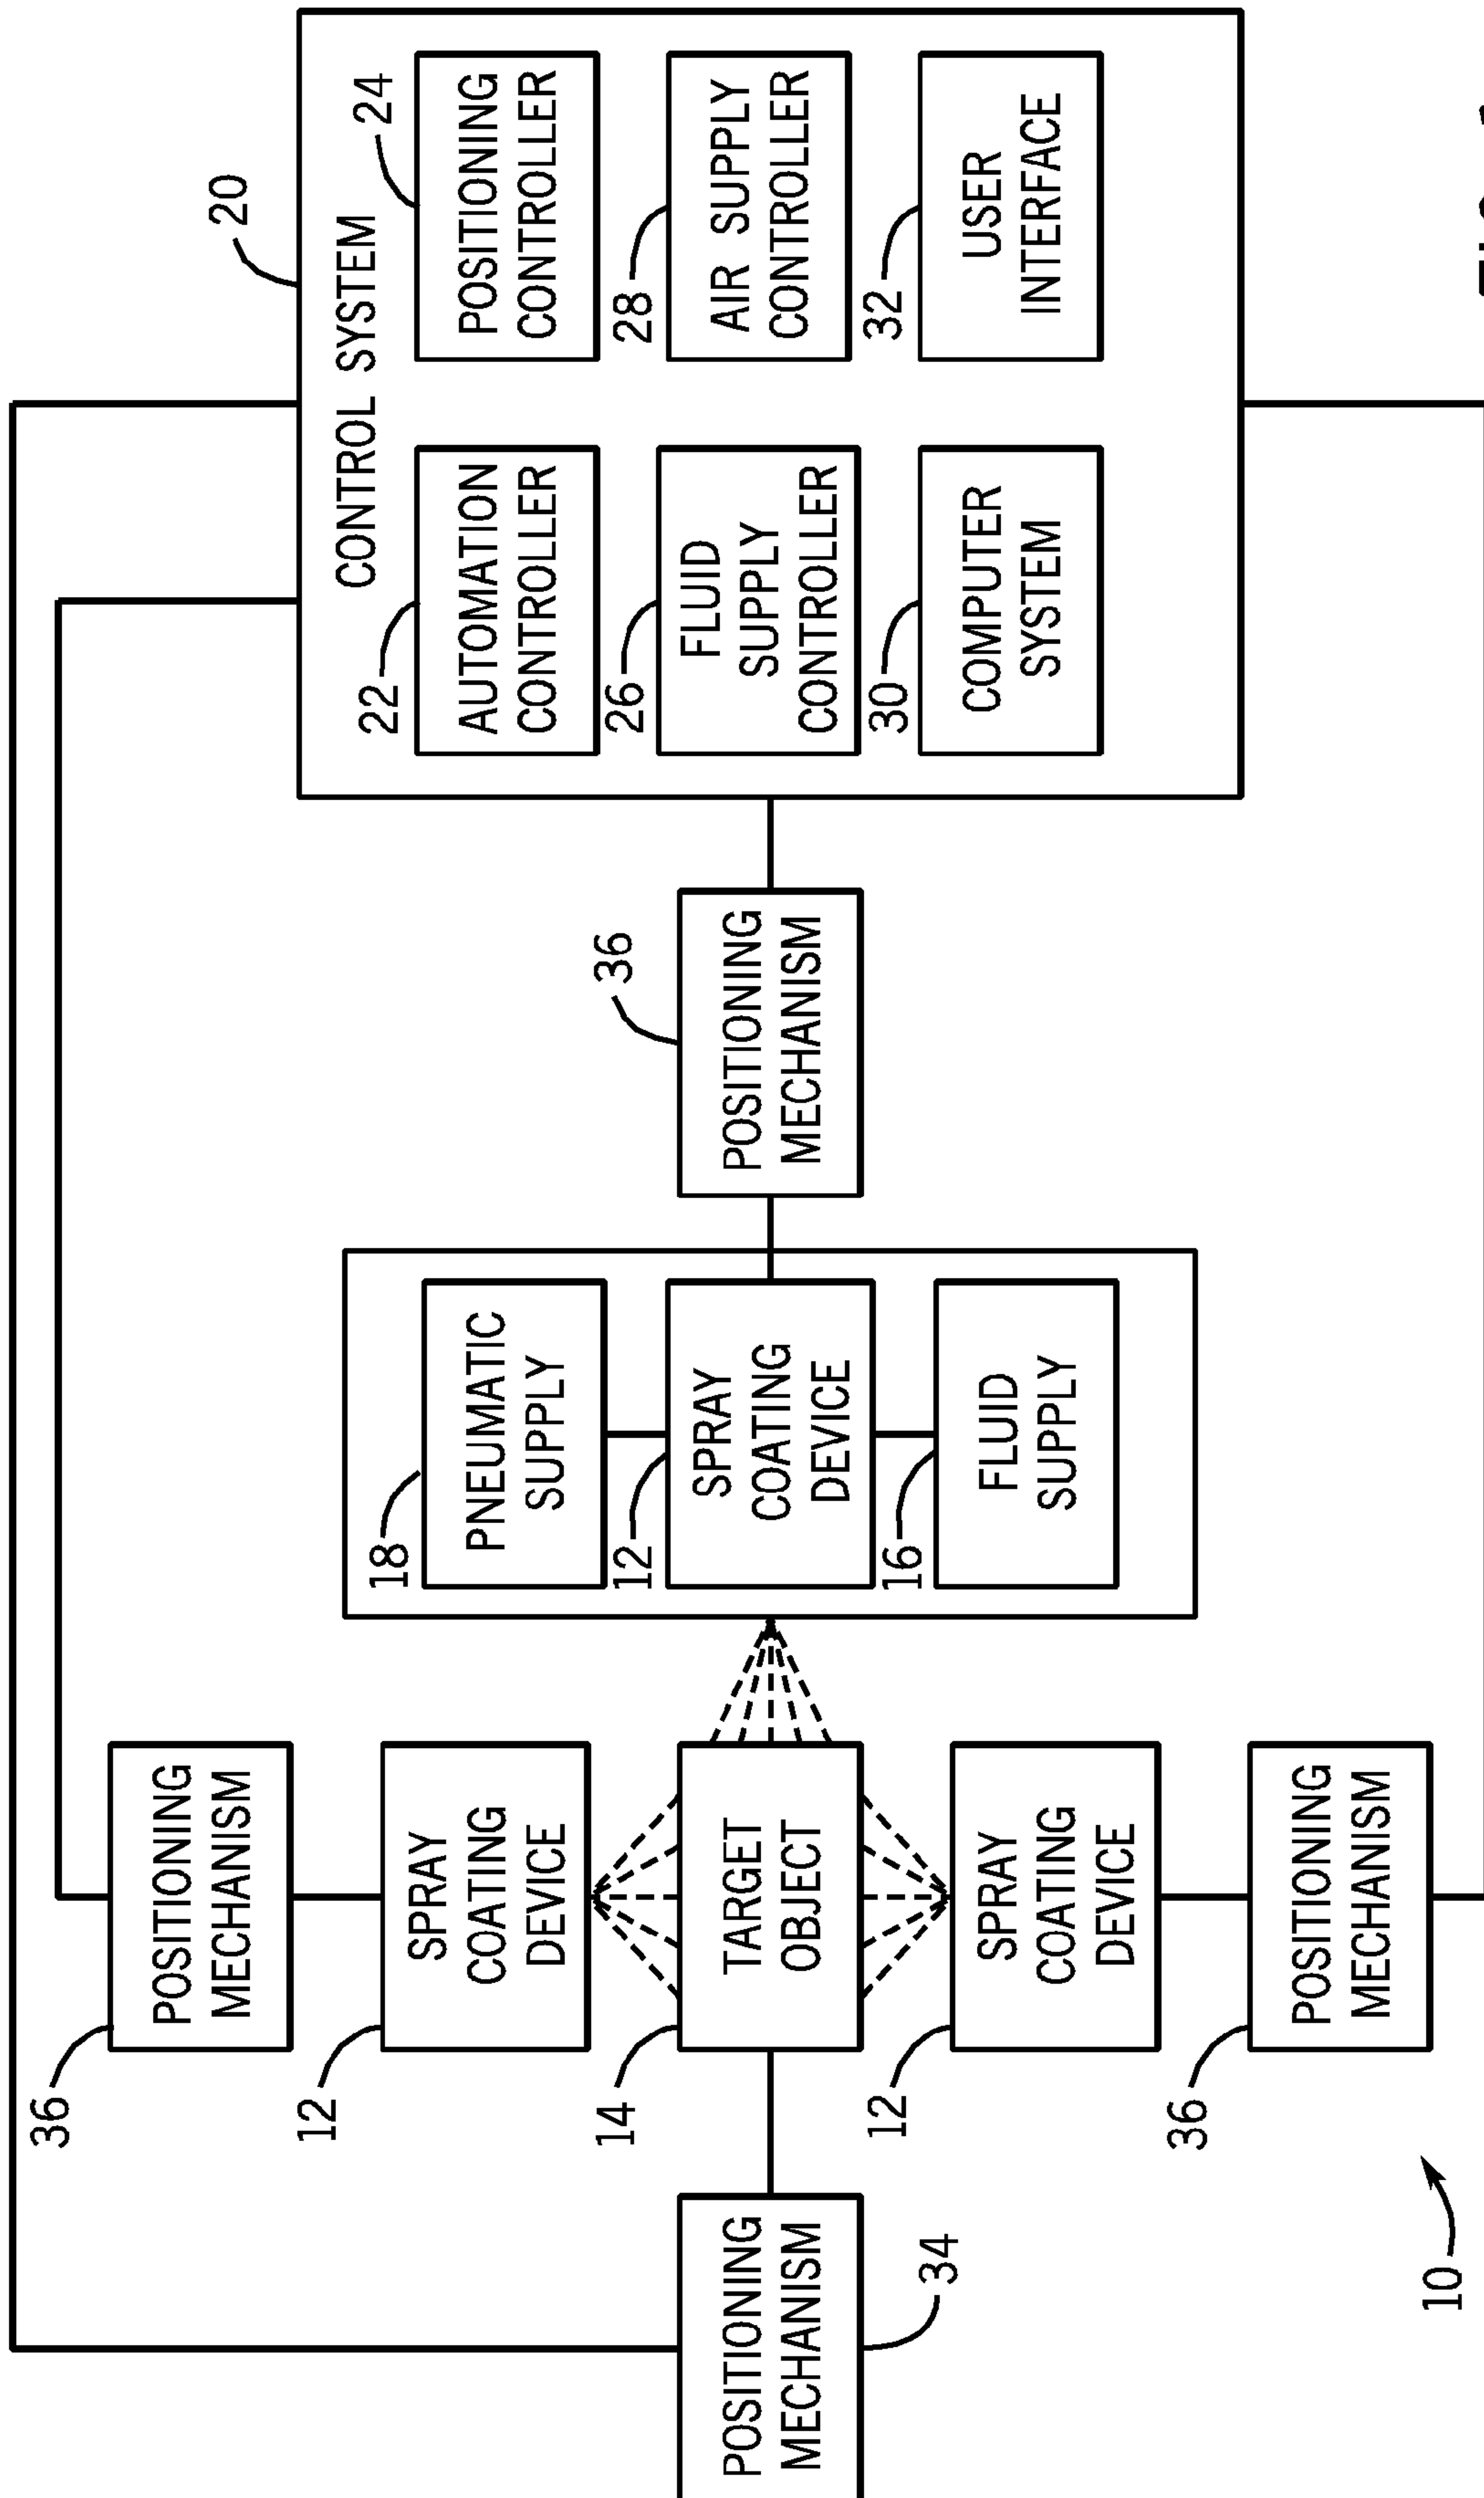 36
POSITIONING
MECHANISM
20
CONTROL SYSTEM
12
SPRAY
COATING
DEVICE
18
PNEUMATIC
SUPPLY
22
AUTOMATION
CONTROLLER
24
POSITIONING
CONTROLLER
POSITIONING
MECHANISM
34
14
TARGET
OBJECT
12
SPRAY
COATING
DEVICE
36
POSITIONING
MECHANISM
26
FLUID
SUPPLY
CONTROLLER
28
AIR SUPPLY
CONTROLLER
12
SPRAY
COATING
DEVICE
16
FLUID
SUPPLY
30
COMPUTER
SYSTEM
32
USER
INTERFACE
36
POSITIONING
MECHANISM
10